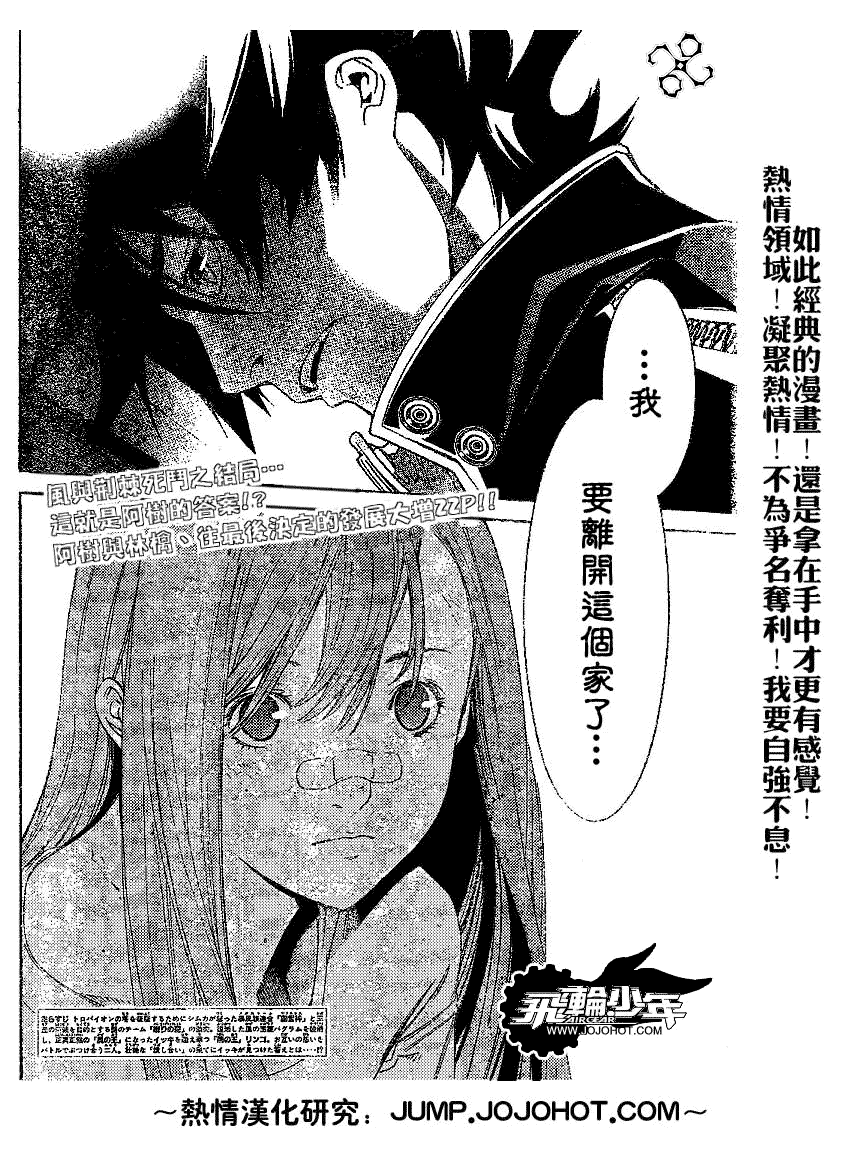 如此經典的漫畫！還是拿在手中才更有感覺！
熱情領域！凝聚熱情！不為爭名奪利！我要自強不息！
…我
要離開這個家了…
風與荊棘死鬥之結局…
這就是阿樹的答案!?
阿樹與林檎、往最後決定的發展大增22P!!
飛輪少年
AIRGEAR
WWW.JOJOHOT.COM
～熱情漢化研究：JUMP.JOJOHOT.COM～